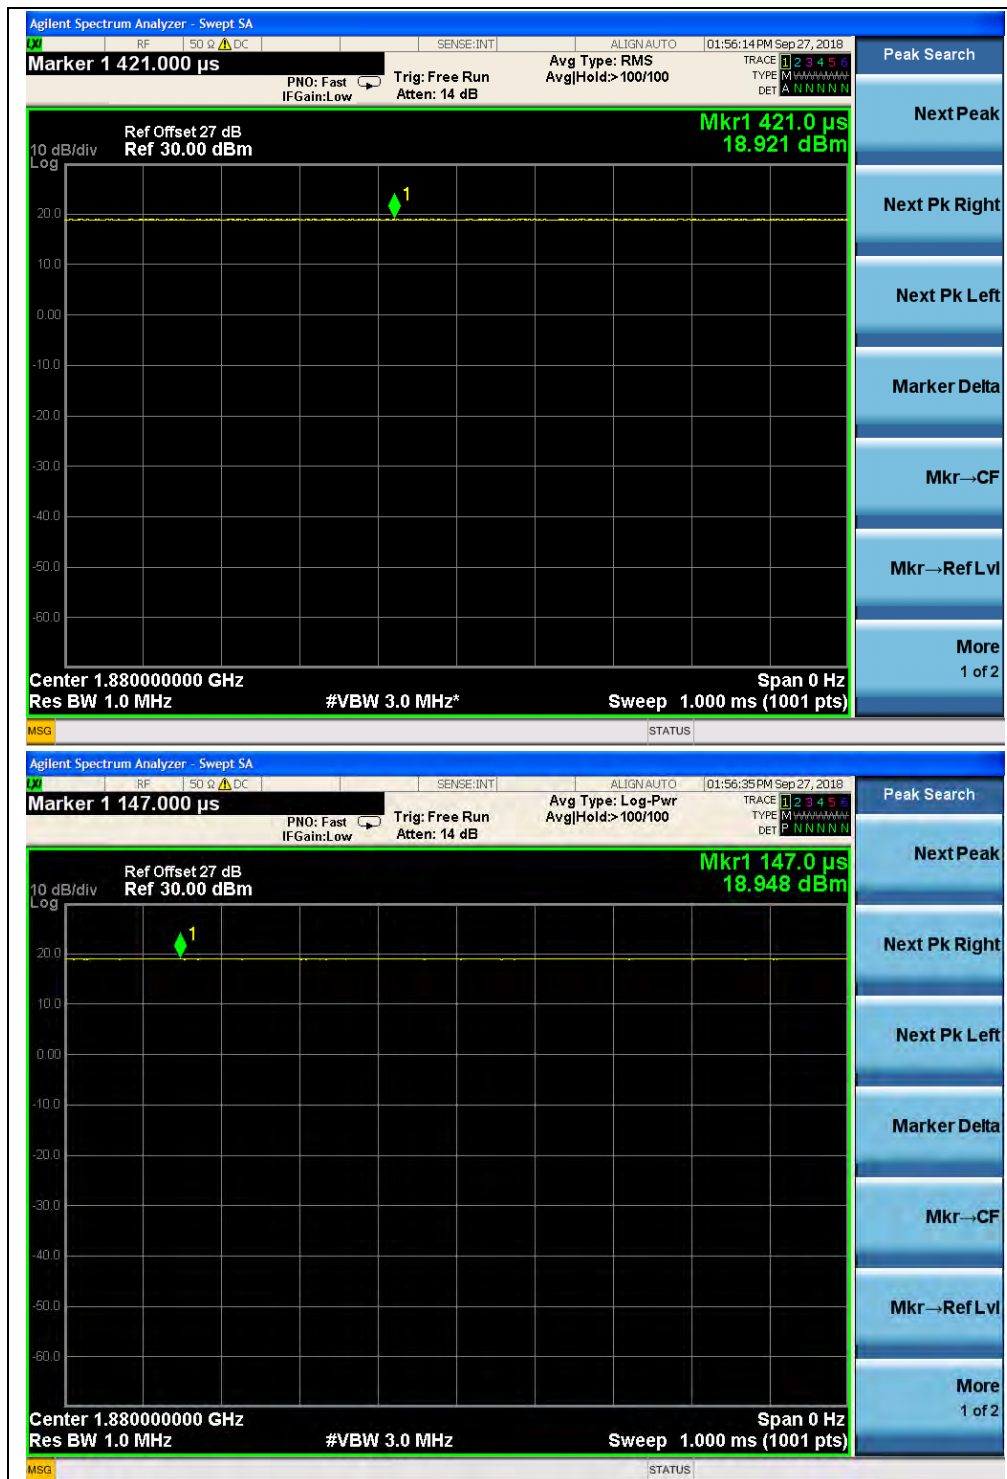 Agilent Spectrum Analyzer - Swept SA
LXI RF 50 Ω DC SENSE:INT ALIGN AUTO 01:56:14 PM Sep 27, 2018
Marker 1 421.000 µs
PNO: Fast
IFGain:Low
Trig: Free Run
Atten: 14 dB
Avg Type: RMS
Avg|Hold:>100/100
TRACE 1 2 3 4 5 6
TYPE M
DET A N N N N N
Peak Search
Next Peak
Next Pk Right
Next Pk Left
Marker Delta
Mkr→CF
Mkr→Ref Lvl
More
1 of 2
Mkr1 421.0 µs
18.921 dBm
Ref Offset 27 dB
10 dB/div Ref 30.00 dBm
Log
1
20.0
10.0
0.00
-10.0
-20.0
-30.0
-40.0
-50.0
-60.0
Center 1.880000000 GHz Span 0 Hz
Res BW 1.0 MHz #VBW 3.0 MHz* Sweep 1.000 ms (1001 pts)
MSG STATUS
Agilent Spectrum Analyzer - Swept SA
LXI RF 50 Ω DC SENSE:INT ALIGN AUTO 01:56:35 PM Sep 27, 2018
Marker 1 147.000 µs
PNO: Fast
IFGain:Low
Trig: Free Run
Atten: 14 dB
Avg Type: Log-Pwr
Avg|Hold:>100/100
TRACE 1 2 3 4 5 6
TYPE M
DET P N N N N N
Peak Search
Next Peak
Next Pk Right
Next Pk Left
Marker Delta
Mkr→CF
Mkr→Ref Lvl
More
1 of 2
Mkr1 147.0 µs
18.948 dBm
Ref Offset 27 dB
10 dB/div Ref 30.00 dBm
Log
1
20.0
10.0
0.00
-10.0
-20.0
-30.0
-40.0
-50.0
-60.0
Center 1.880000000 GHz Span 0 Hz
Res BW 1.0 MHz #VBW 3.0 MHz Sweep 1.000 ms (1001 pts)
MSG STATUS